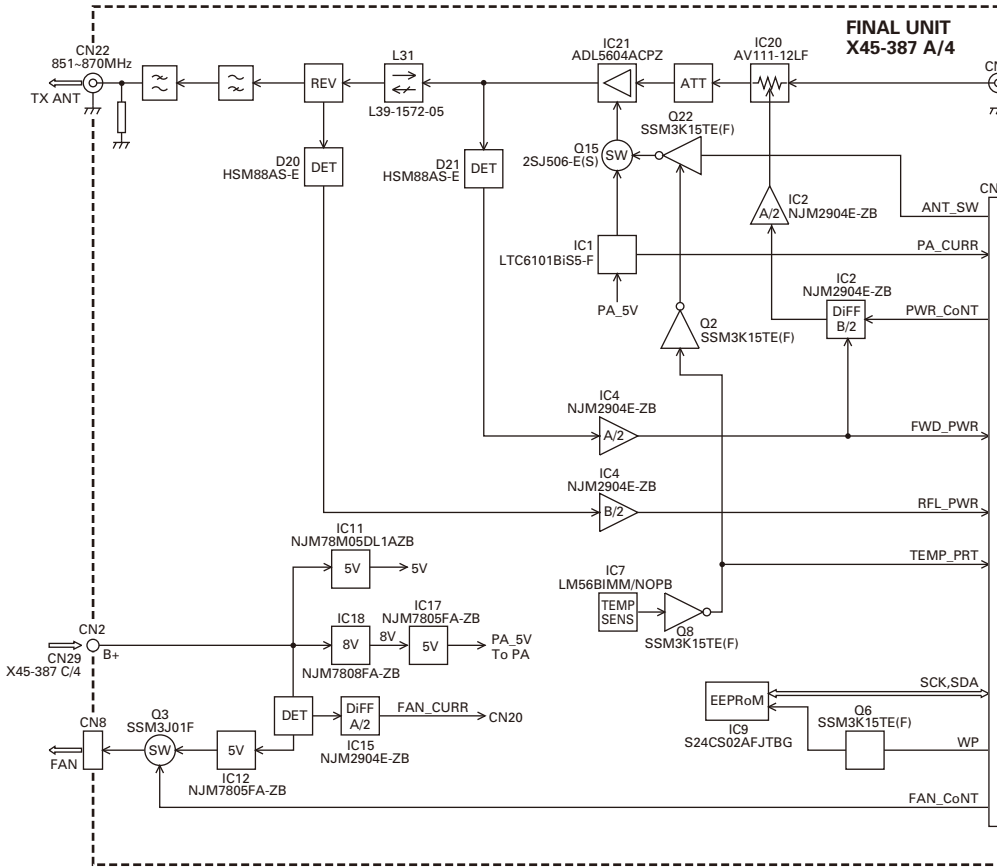 FINAL UNIT
X45-387 A/4
CN22
851~870MHz
TX ANT
REV
L31
L39-1572-05
IC21
ADL5604ACPZ
ATT
IC20
AV111-12LF
D20
HSM88AS-E
DET
D21
HSM88AS-E
DET
Q15
2SJ506-E(S)
SW
Q22
SSM3K15TE(F)
IC2
NJM2904E-ZB
A/2
CN
ANT_SW
IC1
LTC6101BiS5-F
PA_CURR
PA_5V
IC2
NJM2904E-ZB
DiFF
B/2
PWR_CoNT
Q2
SSM3K15TE(F)
IC4
NJM2904E-ZB
A/2
FWD_PWR
IC4
NJM2904E-ZB
B/2
RFL_PWR
IC11
NJM78M05DL1AZB
5V
5V
IC7
LM56BIMM/NOPB
TEMP
SENS
Q8
SSM3K15TE(F)
TEMP_PRT
CN2
B+
CN29
X45-387 C/4
IC18
8V
NJM7808FA-ZB
8V
IC17
NJM7805FA-ZB
5V
PA_5V
To PA
DET
DiFF
A/2
IC15
NJM2904E-ZB
FAN_CURR
CN20
EEPRoM
IC9
S24CS02AFJTBG
SCK,SDA
Q6
SSM3K15TE(F)
WP
CN8
FAN
Q3
SSM3J01F
SW
5V
IC12
NJM7805FA-ZB
FAN_CoNT